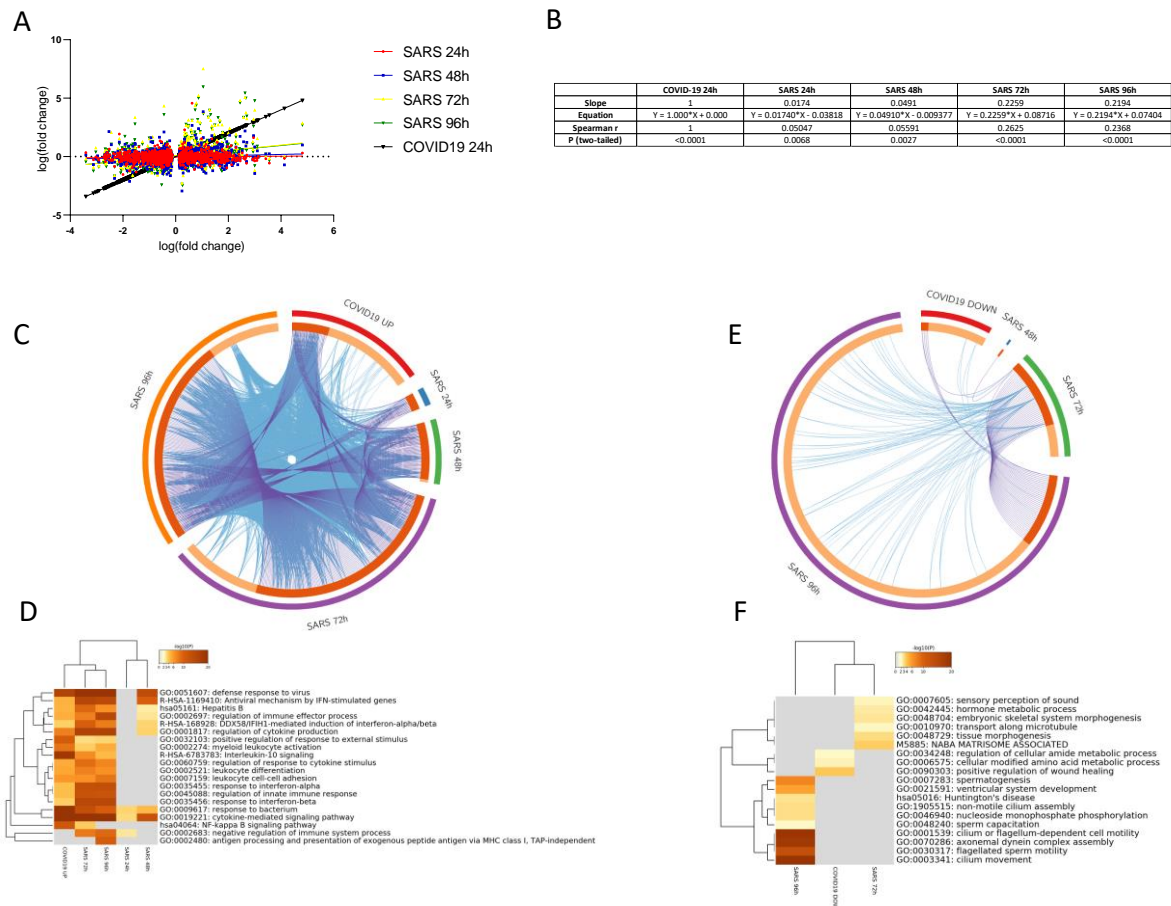 A
10
5
0
-5
-4 -2 0 2 4 6
log(fold change)
log(fold change)
SARS 24h
SARS 48h
SARS 72h
SARS 96h
COVID19 24h
B
COVID-19 24h SARS 24h SARS 48h SARS 72h SARS 96h
Slope 1 0.0174 0.0491 0.2259 0.2194
Equation Y = 1.000*X + 0.000 Y = 0.01740*X - 0.03818 Y = 0.04910*X - 0.009377 Y = 0.2259*X + 0.08716 Y = 0.2194*X + 0.07404
Spearman r 1 0.05047 0.05591 0.2625 0.2368
P (two-tailed) <0.0001 0.0068 0.0027 <0.0001 <0.0001
C
COVID19 UP
SARS 24h
SARS 48h
SARS 72h
SARS 96h
E
COVID19 DOWN
SARS 48h
SARS 72h
SARS 96h
D
-log10(P)
0 2 3 4 6 10 20
GO:0051607: defense response to virus
R-HSA-1169410: Antiviral mechanism by IFN-stimulated genes
hsa05161: Hepatitis B
GO:0002697: regulation of immune effector process
R-HSA-168928: DDX58/IFIH1-mediated induction of interferon-alpha/beta
GO:0001817: regulation of cytokine production
GO:0032103: positive regulation of response to external stimulus
GO:0002274: myeloid leukocyte activation
R-HSA-6783783: Interleukin-10 signaling
GO:0060759: regulation of response to cytokine stimulus
GO:0002521: leukocyte differentiation
GO:0007159: leukocyte cell-cell adhesion
GO:0035455: response to interferon-alpha
GO:0045088: regulation of innate immune response
GO:0035456: response to interferon-beta
GO:0009617: response to bacterium
GO:0019221: cytokine-mediated signaling pathway
hsa04064: NF-kappa B signaling pathway
GO:0002683: negative regulation of immune system process
GO:0002480: antigen processing and presentation of exogenous peptide antigen via MHC class I, TAP-independent
COVID19 UP
SARS 72h
SARS 96h
SARS 24h
SARS 48h
F
-log10(P)
0 2 3 4 6 10 20
GO:0007605: sensory perception of sound
GO:0042445: hormone metabolic process
GO:0048704: embryonic skeletal system morphogenesis
GO:0010970: transport along microtubule
GO:0048729: tissue morphogenesis
M5885: NABA MATRISOME ASSOCIATED
GO:0034248: regulation of cellular amide metabolic process
GO:0006575: cellular modified amino acid metabolic process
GO:0090303: positive regulation of wound healing
GO:0007283: spermatogenesis
GO:0021591: ventricular system development
hsa05016: Huntington's disease
GO:1905515: non-motile cilium assembly
GO:0046940: nucleoside monophosphate phosphorylation
GO:0048240: sperm capacitation
GO:0001539: cilium or flagellum-dependent cell motility
GO:0070286: axonemal dynein complex assembly
GO:0030317: flagellated sperm motility
GO:0003341: cilium movement
SARS 96h
COVID19 DON
SARS 72h